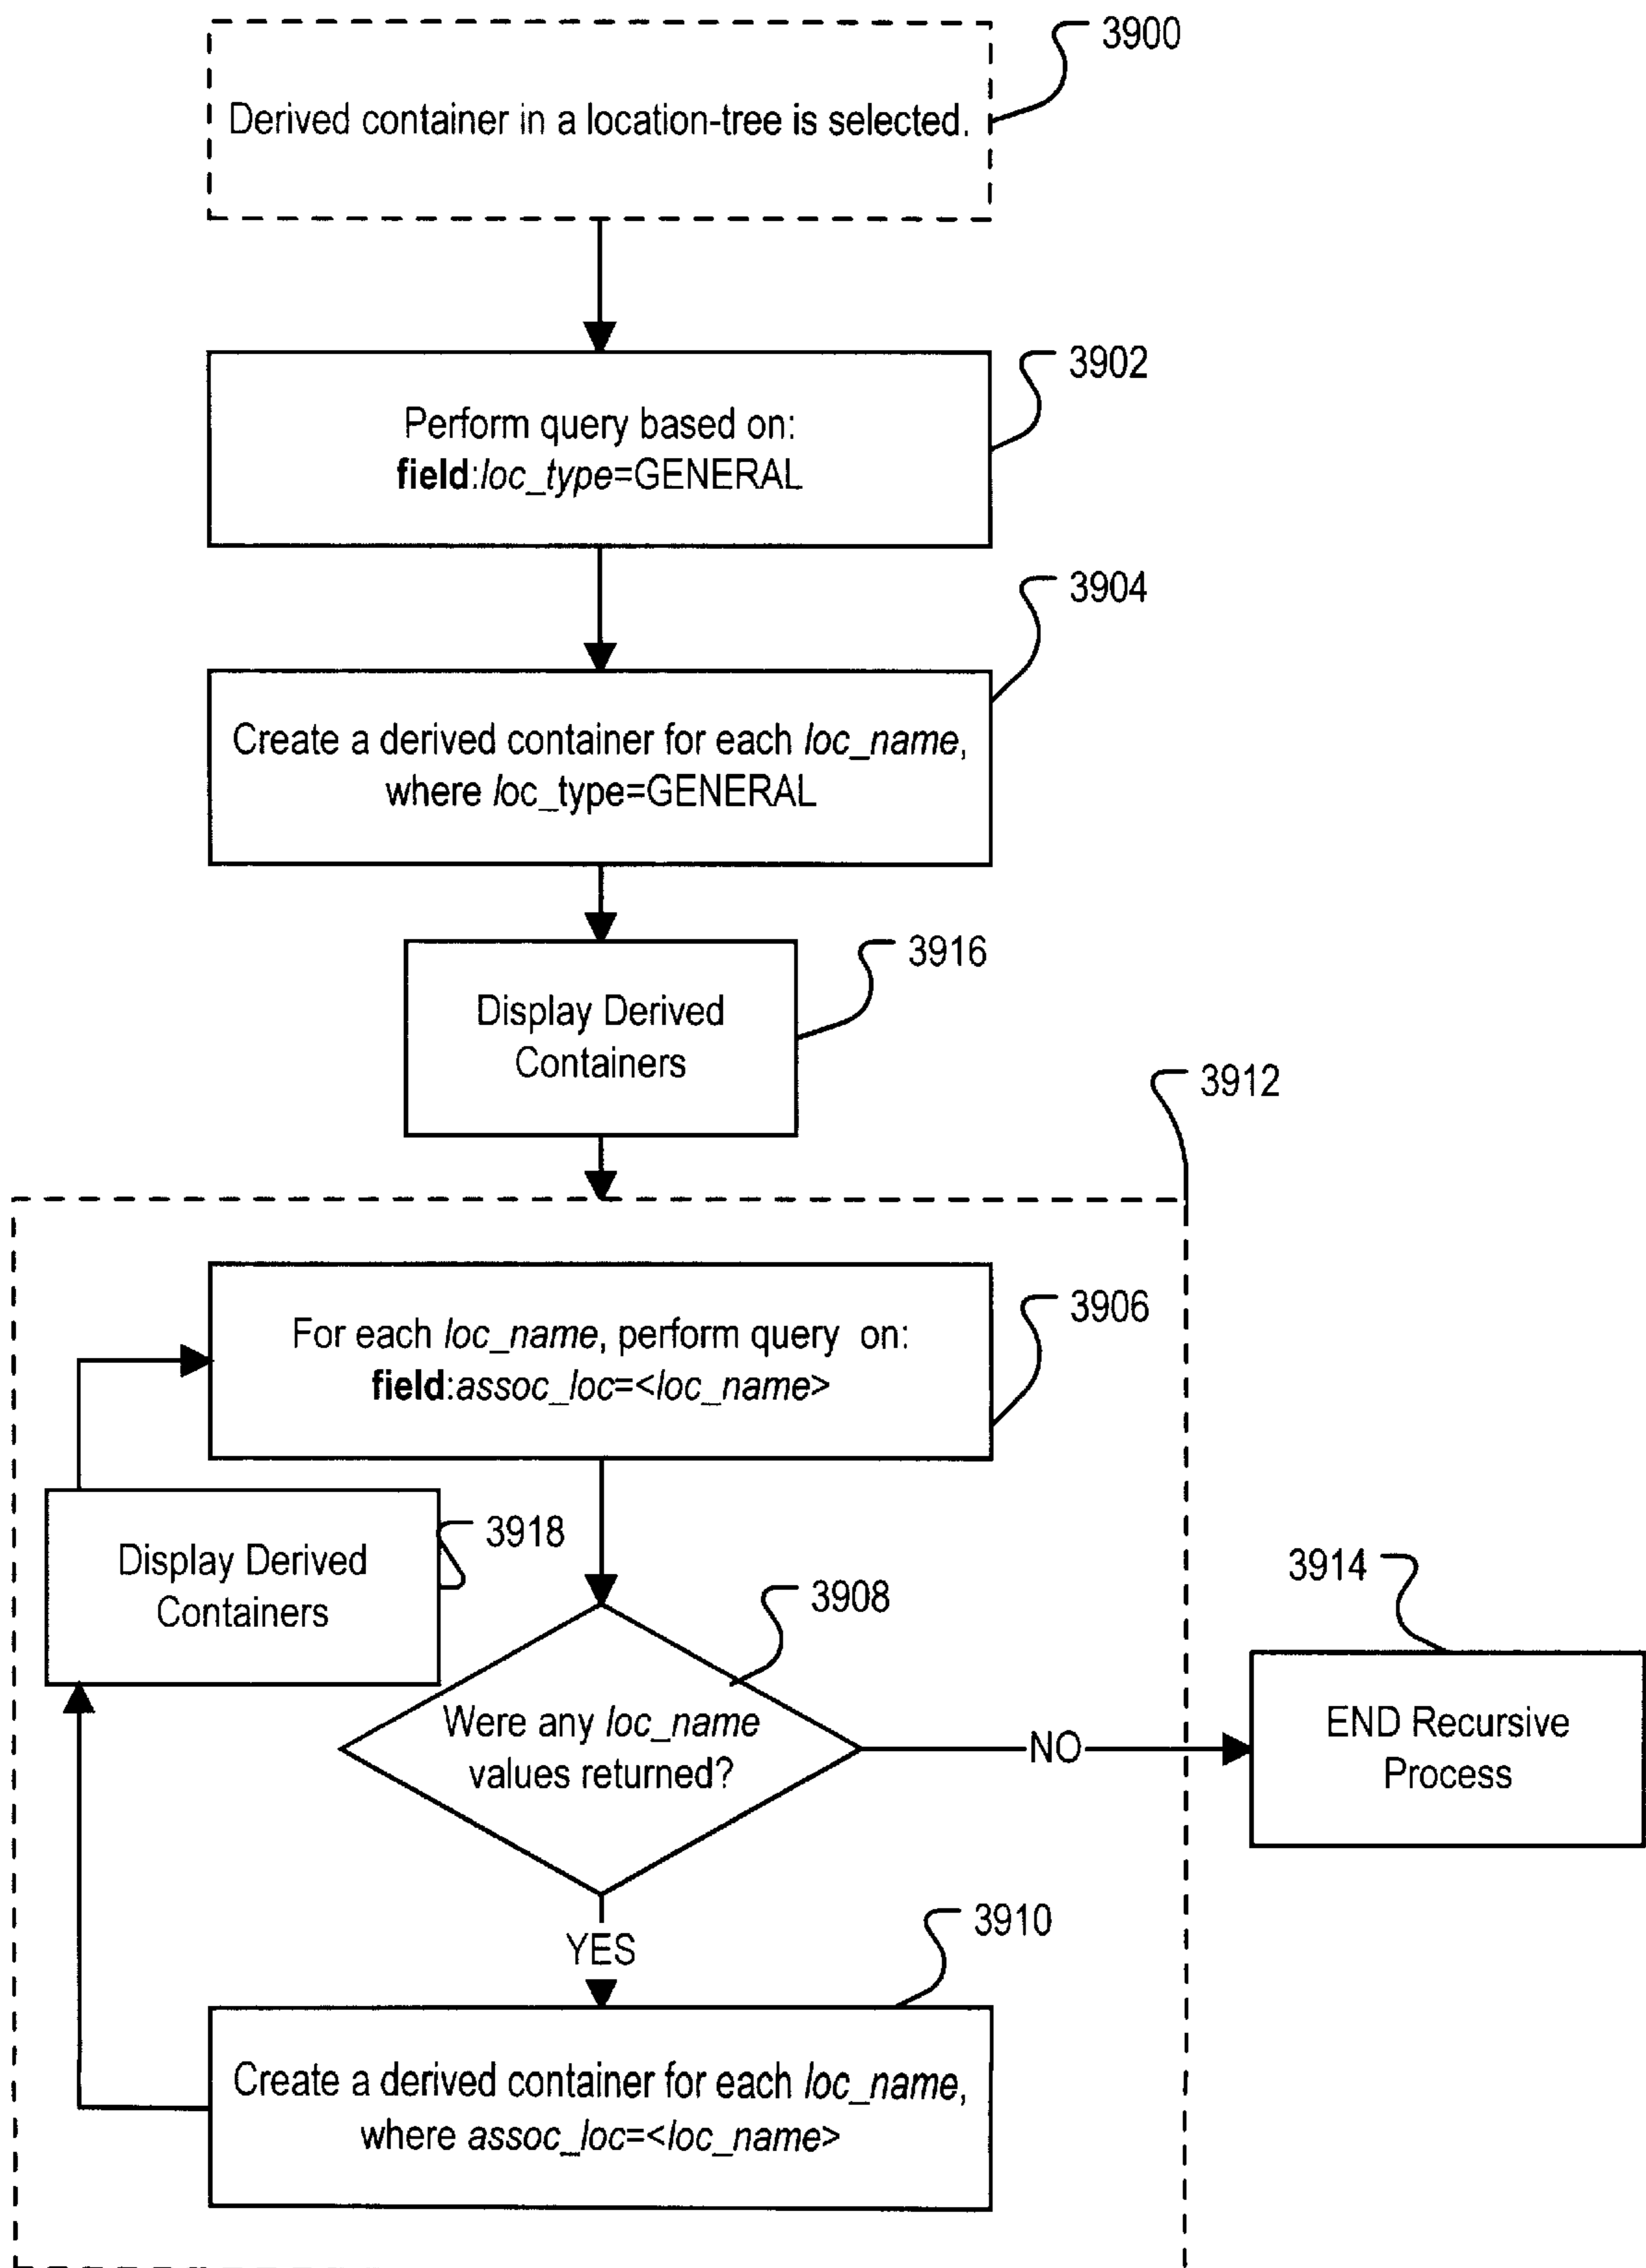 3900
Derived container in a location-tree is selected.
3902
Perform query based on:
field:loc_type=GENERAL
3904
Create a derived container for each loc_name,
where loc_type=GENERAL
3916
Display Derived
Containers
3912
3906
For each loc_name, perform query on:
field:assoc_loc=<loc_name>
3918
Display Derived
Containers
3908
Were any loc_name
values returned?
NO
3914
END Recursive
Process
YES
3910
Create a derived container for each loc_name,
where assoc_loc=<loc_name>